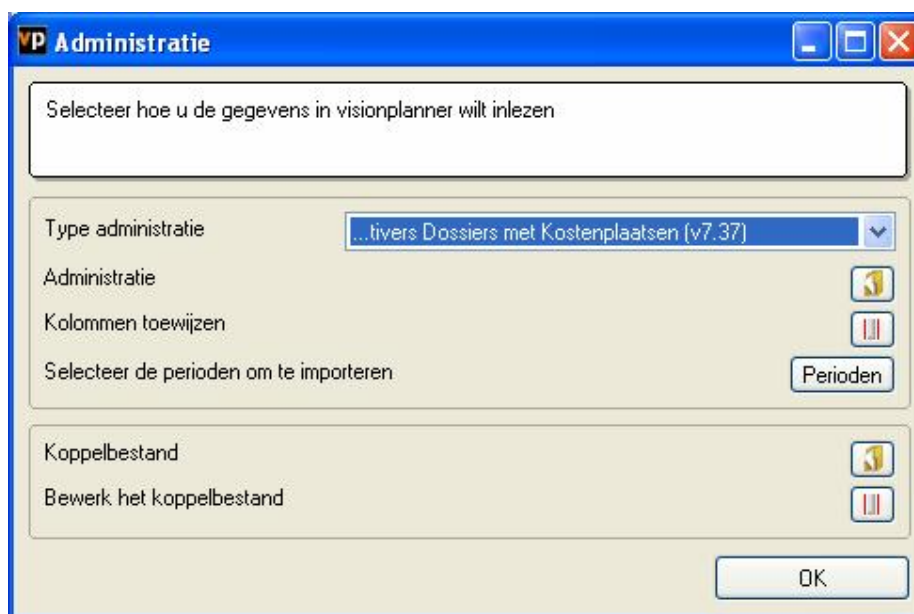 VP Administratie
Selecteer hoe u de gegevens in visionplanner wilt inlezen
Type administratie ...tivers Dossiers met Kostenplaatsen (v7.37)
Administratie
Kolommen toewijzen
Selecteer de perioden om te importeren Perioden
Koppelbestand
Bewerk het koppelbestand
OK